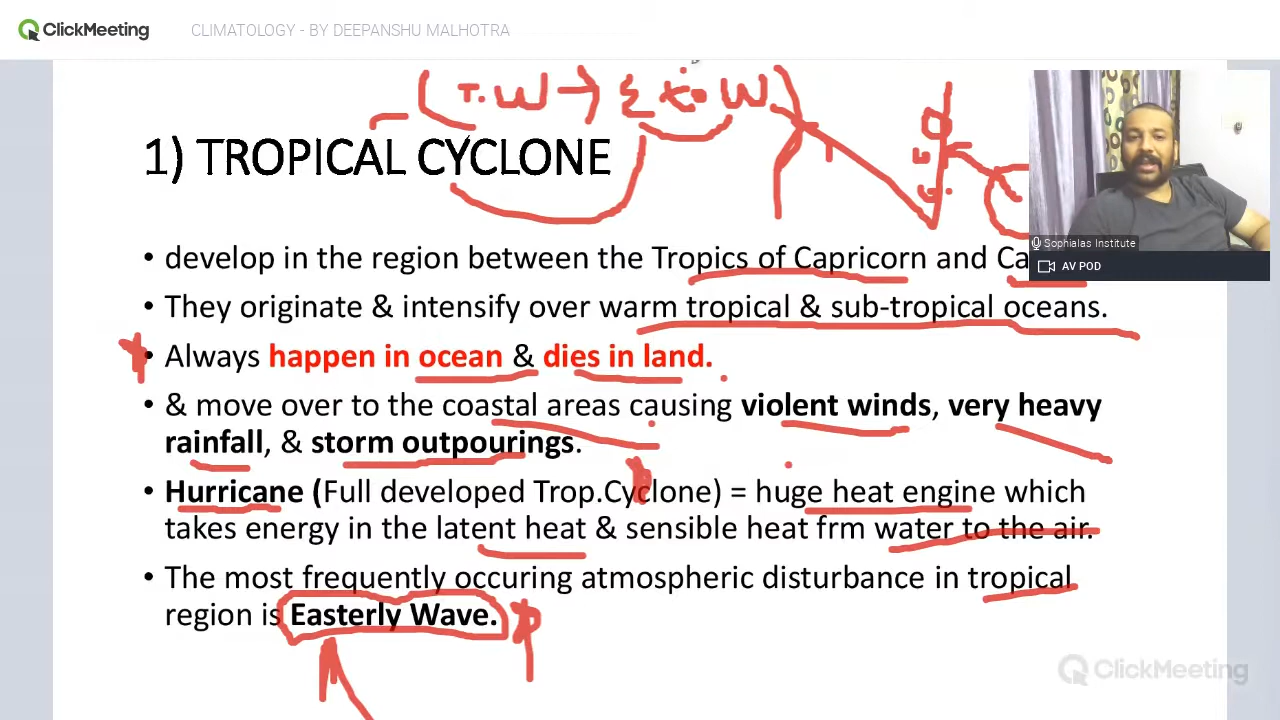 ClickMeeting
CLIMATOLOGY - BY DEEPANSHU MALHOTRA
(T.W → E to W)
1) TROPICAL CYCLONE
• develop in the region between the Tropics of Capricorn and Ca
• They originate & intensify over warm tropical & sub-tropical oceans.
• Always happen in ocean & dies in land.
• & move over to the coastal areas causing violent winds, very heavy
rainfall, & storm outpourings.
• Hurricane (Full developed Trop.Cyclone) = huge heat engine which
takes energy in the latent heat & sensible heat frm water to the air.
• The most frequently occuring atmospheric disturbance in tropical
region is Easterly Wave.
Sophialas Institute
AV POD
ClickMeeting